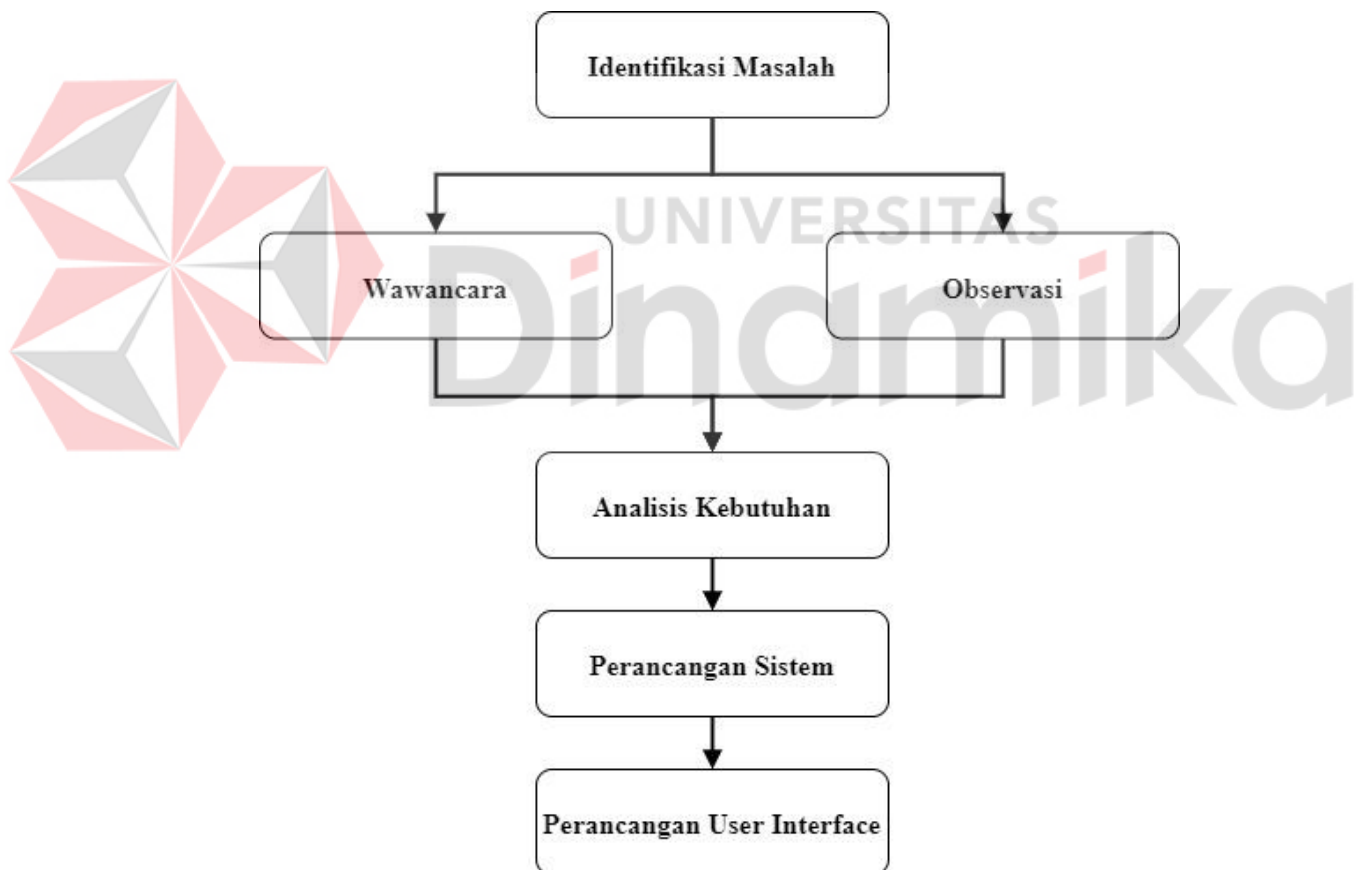 Identifikasi Masalah
UNIVERSITAS
Dinamika
Wawancara
Observasi
Analisis Kebutuhan
Perancangan Sistem
Perancangan User Interface